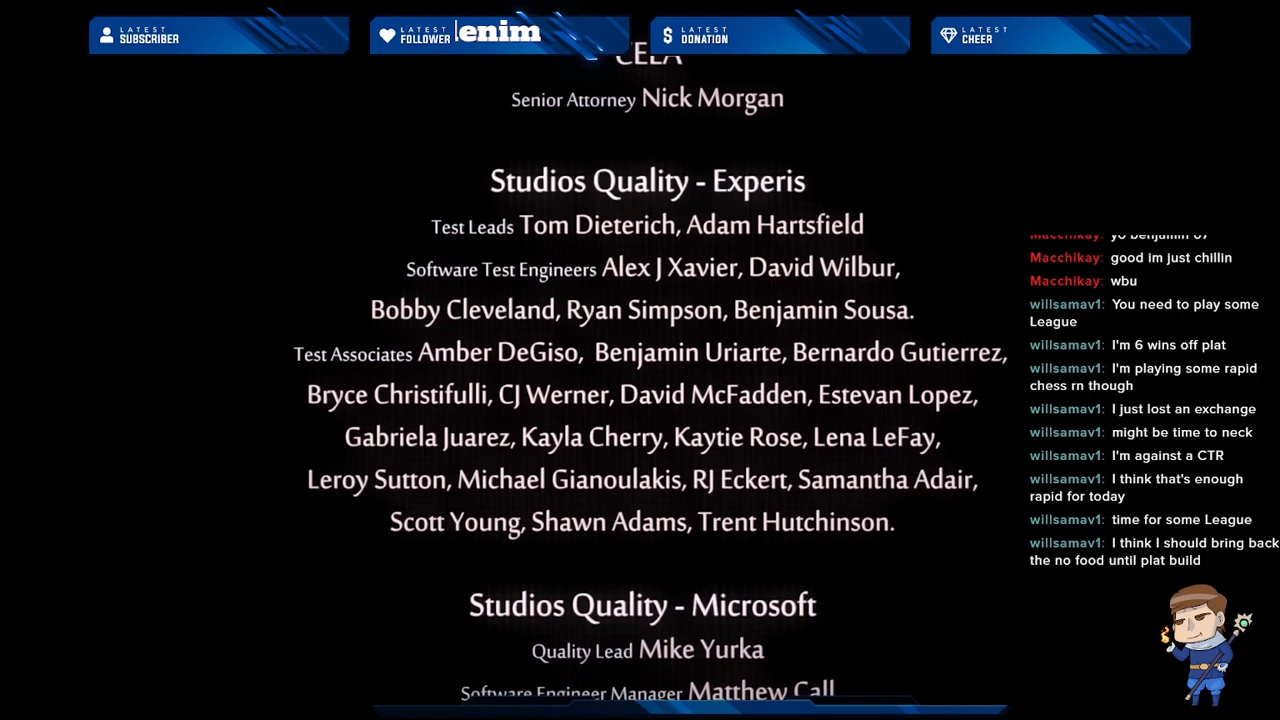 LATEST
SUBSCRIBER
LATEST
FOLLOWER
enim
LATEST
DONATION
LATEST
CHEER
CELA
Senior Attorney Nick Morgan
Studios Quality - Experis
Test Leads Tom Dieterich, Adam Hartsfield
Software Test Engineers Alex J Xavier, David Wilbur,
Bobby Cleveland, Ryan Simpson, Benjamin Sousa.
Test Associates Amber DeGiso, Benjamin Uriarte, Bernardo Gutierrez,
Bryce Christifulli, CJ Werner, David McFadden, Estevan Lopez,
Gabriela Juarez, Kayla Cherry, Kaytie Rose, Lena LeFay,
Leroy Sutton, Michael Gianoulakis, RJ Eckert, Samantha Adair,
Scott Young, Shawn Adams, Trent Hutchinson.
Studios Quality - Microsoft
Quality Lead Mike Yurka
Software Engineer Manager Matthew Call
Macchikay: yo benjamin o7
Macchikay: good im just chillin
Macchikay: wbu
willsamav1: You need to play some
League
willsamav1: I'm 6 wins off plat
willsamav1: I'm playing some rapid
chess rn though
willsamav1: I just lost an exchange
willsamav1: might be time to neck
willsamav1: I'm against a CTR
willsamav1: I think that's enough
rapid for today
willsamav1: time for some League
willsamav1: I think I should bring back
the no food until plat build